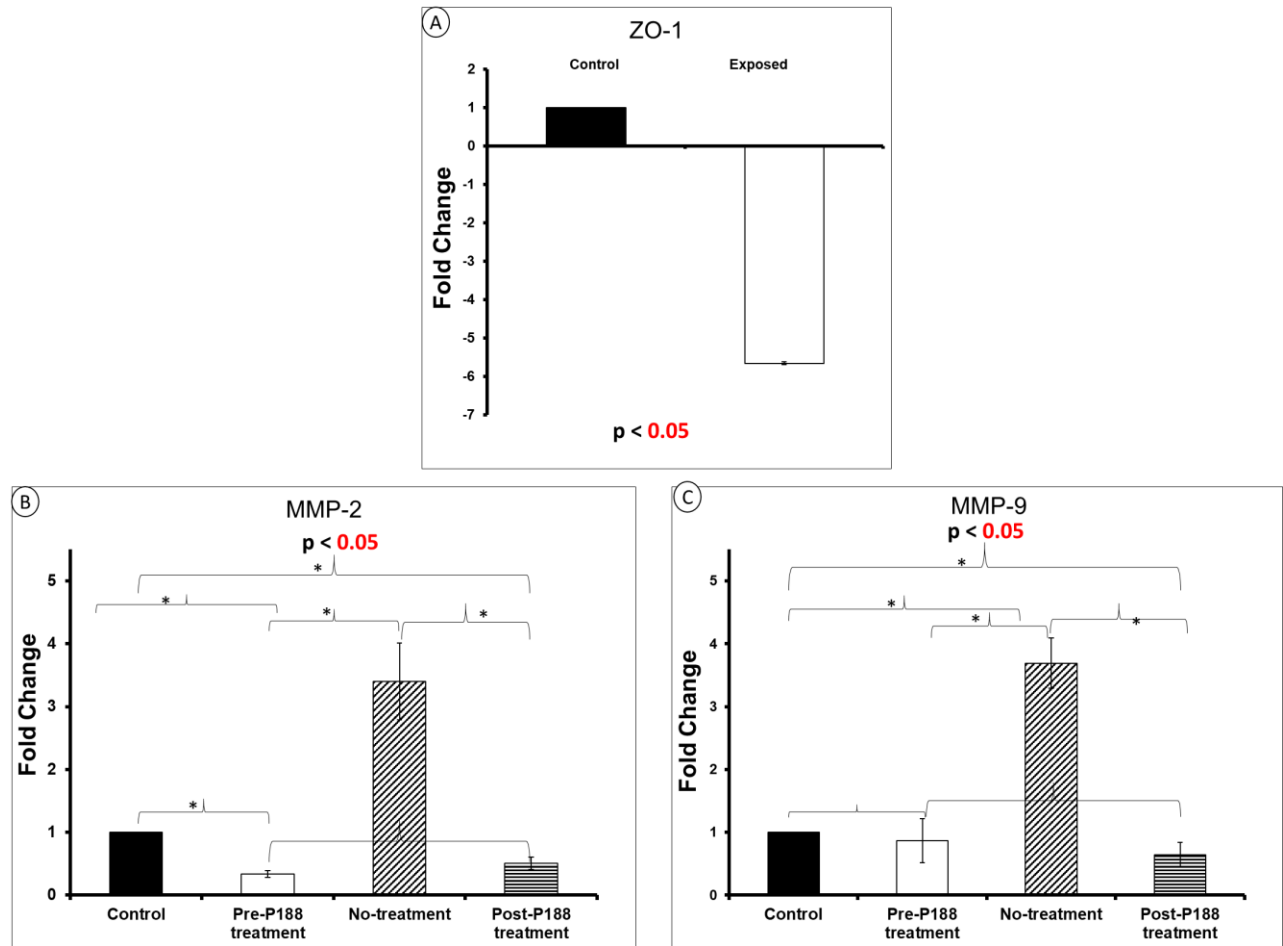 A
ZO-1
Control Exposed
2
1
0
-1
-2
-3
-4
-5
-6
-7
Fold Change
p < 0.05
B
MMP-2
p < 0.05
*
* * *
*
5
4
3
2
1
0
Fold Change
Control Pre-P188 No-treatment Post-P188
treatment treatment
C
MMP-9
p < 0.05
*
*
* *
5
4
3
2
1
0
Fold Change
Control Pre-P188 No-treatment Post-P188
treatment treatment